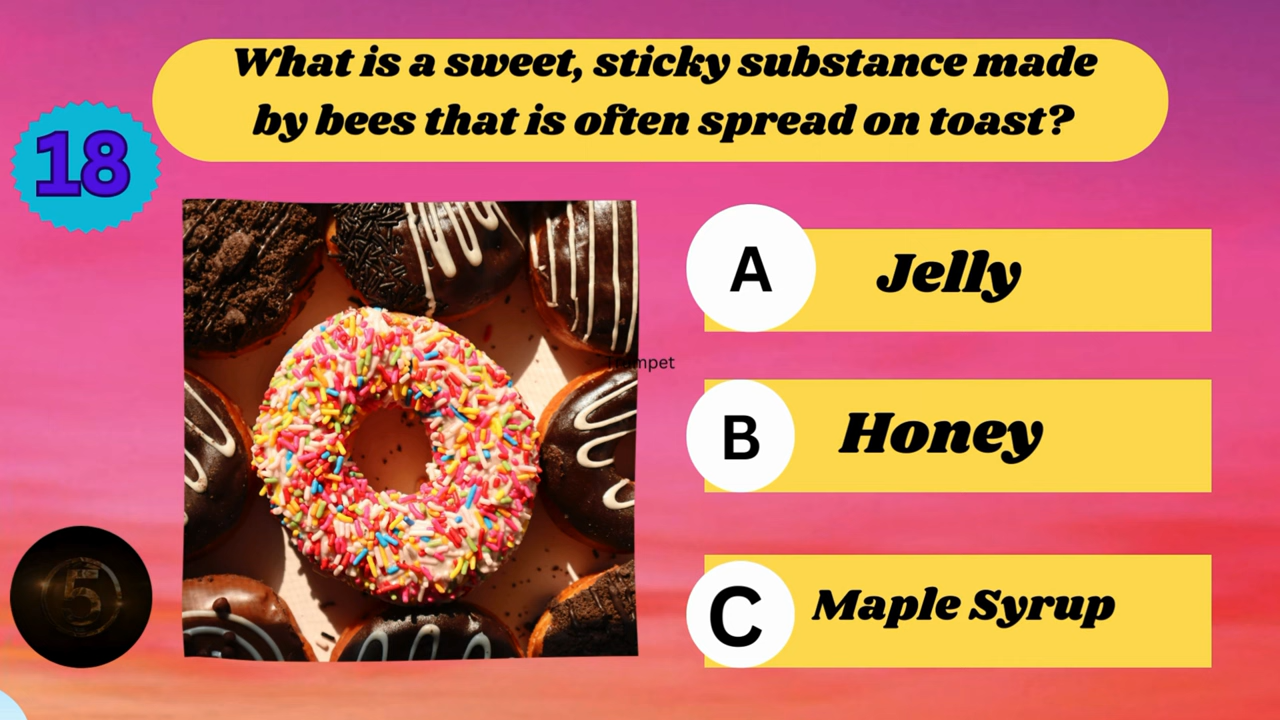 What is a sweet, sticky substance made
by bees that is often spread on toast?
18
A
Jelly
B
Honey
C
Maple Syrup
5